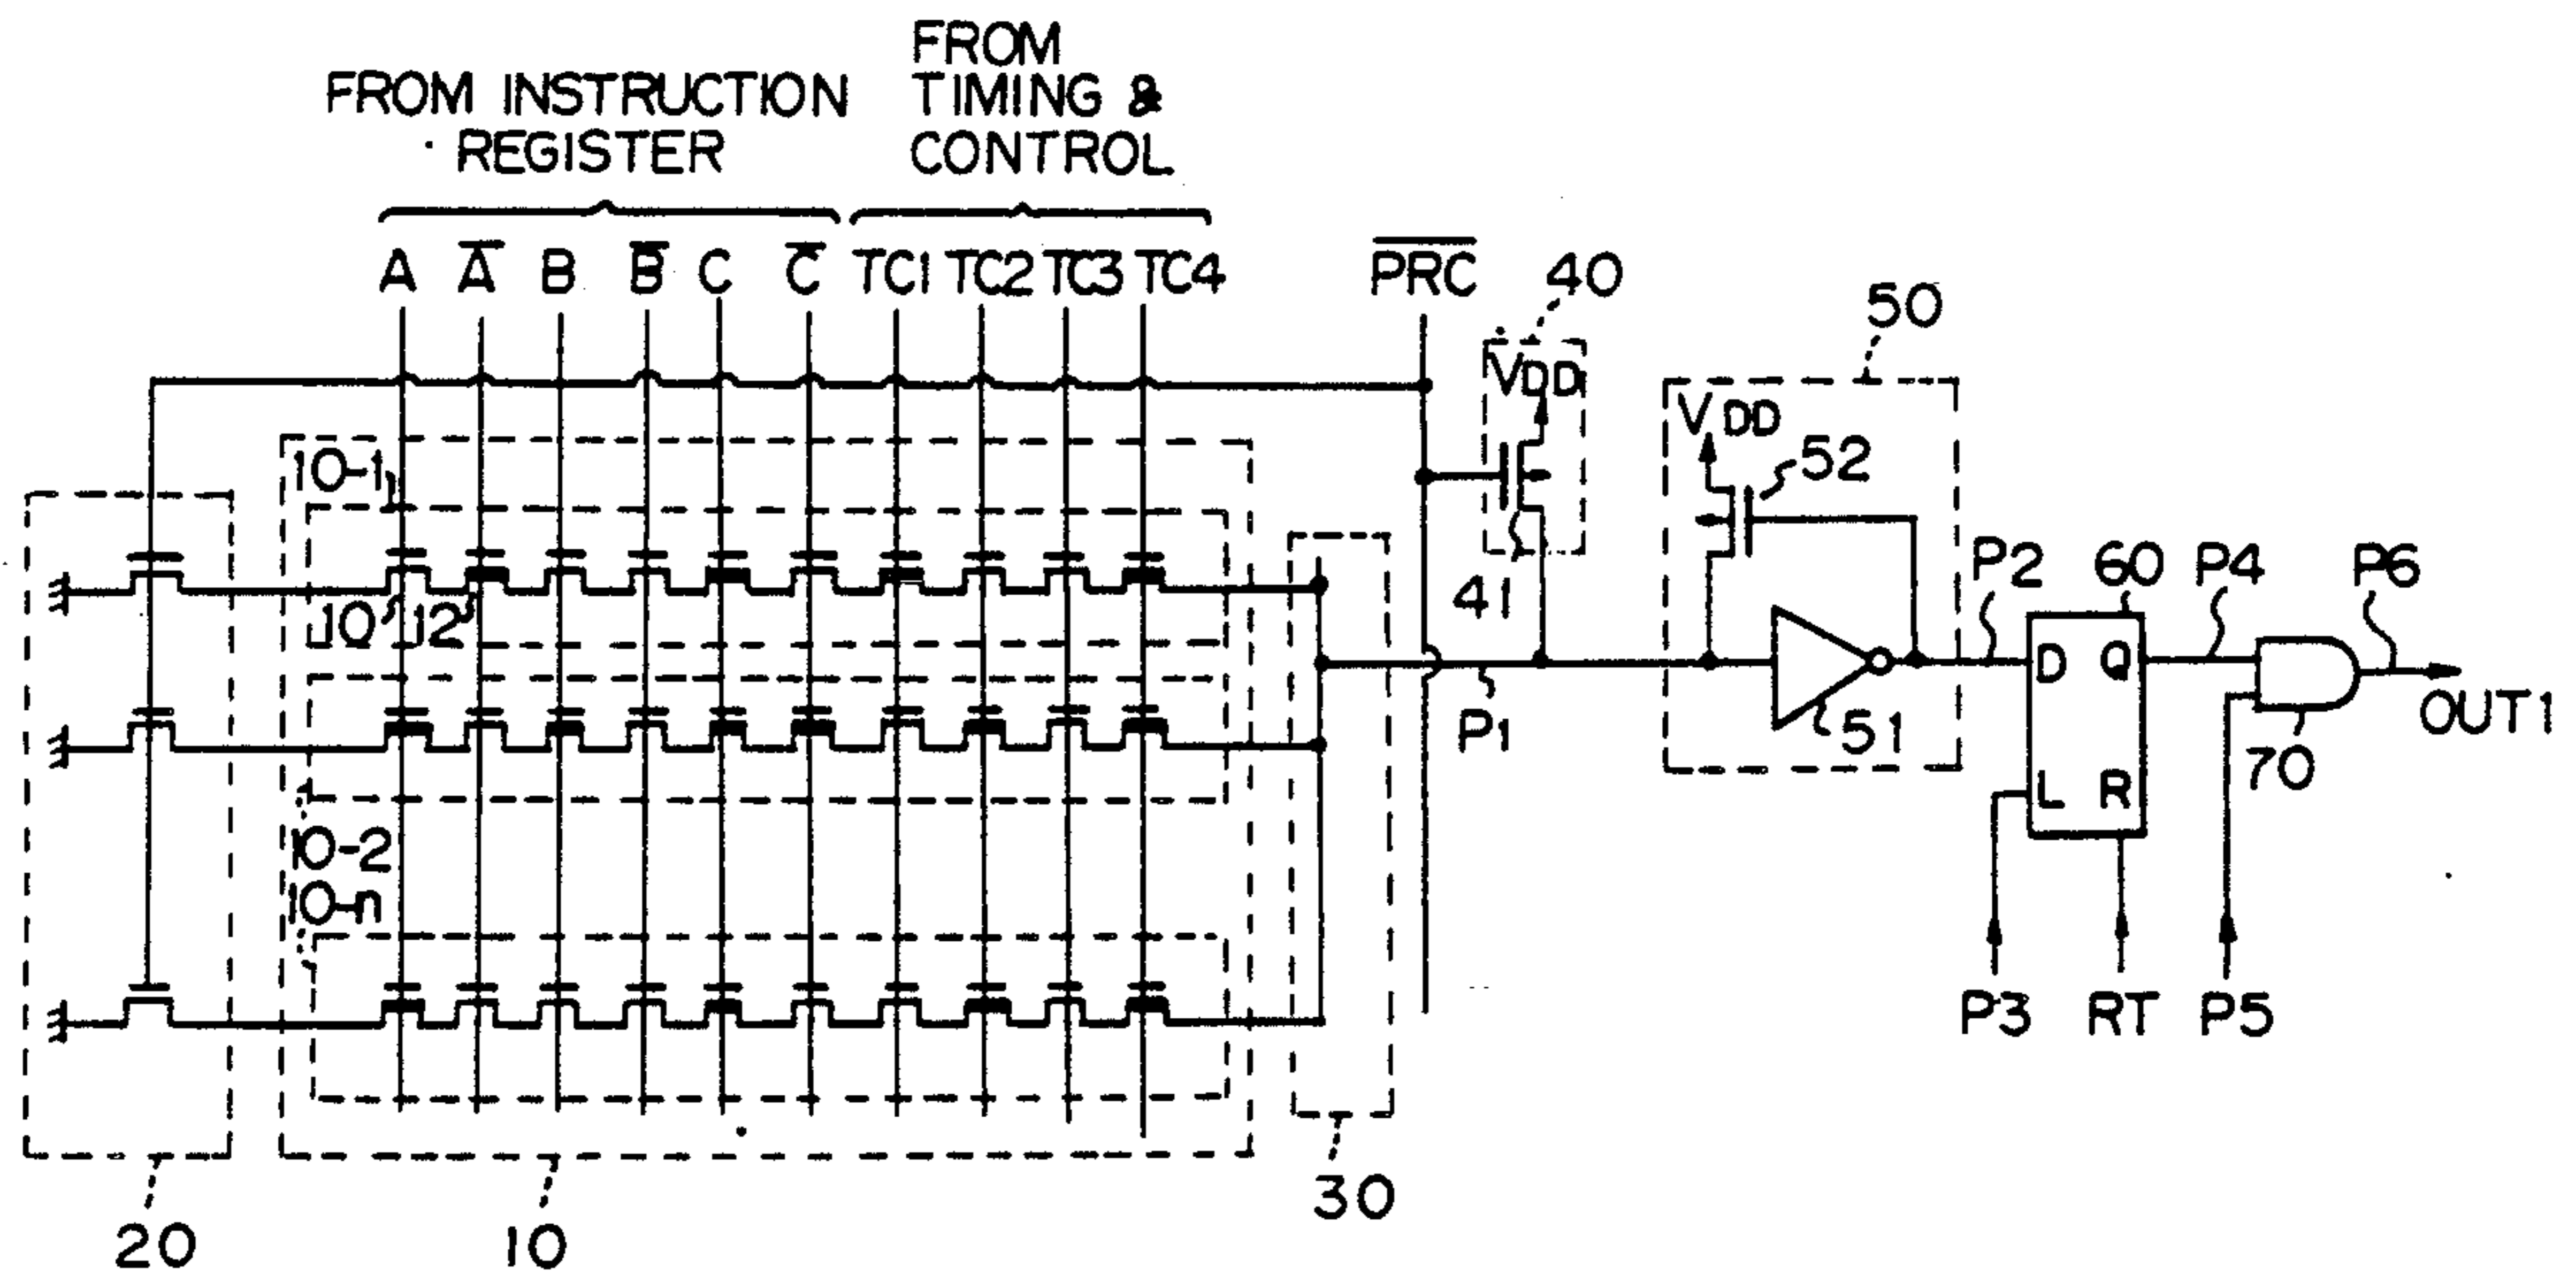 FROM INSTRUCTION
REGISTER
FROM
TIMING &
CONTROL
A A̅ B B̅ C C̅ TC1 TC2 TC3 TC4
P̅R̅C̅
40
VDD
41
50
VDD
52
51
10-1
10 12
10-2
10-n
20
10
30
P1
P2
60
D Q
L R
P4
P6
70
OUT1
P3
RT
P5